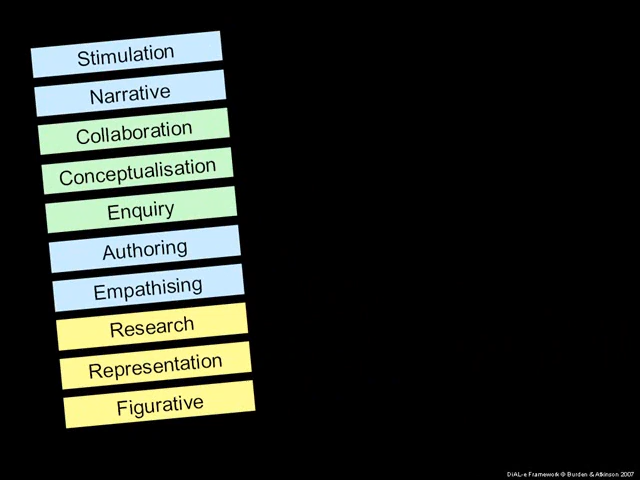 Stimulation
Narrative
Collaboration
Conceptualisation
Enquiry
Authoring
Empathising
Research
Representation
Figurative
DiAL-e Framework © Burden & Atkinson 2007